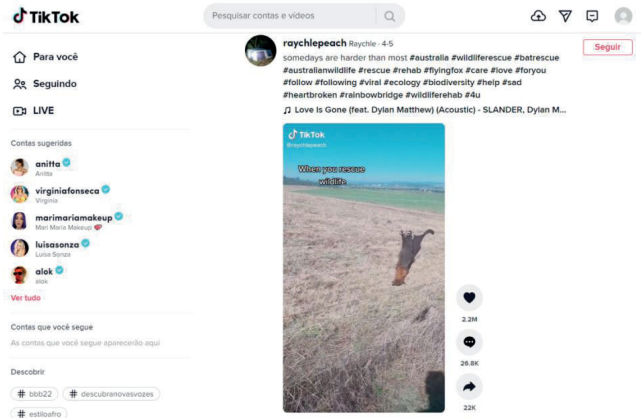 TikTok
Pesquisar contas e vídeos
Para você
Seguindo
LIVE
Contas sugeridas
anitta
Anitta
virginiafonseca
Virginia
marimariamakeup
Mari Maria Makeup
luisasonza
Luísa Sonza
alok
alok
Ver tudo
Contas que você segue
As contas que você segue aparecerão aqui
Descobrir
# bbb22 # descubranovasvozes
# estiloafro
raychlepeach Raychle · 4-5
Seguir
somedays are harder than most #australia #wildliferescue #batrescue
#australianwildlife #rescue #rehab #flyingfox #care #love #foryou
#follow #following #viral #ecology #biodiversity #help #sad
#heartbroken #rainbowbridge #wildliferehab #4u
Love Is Gone (feat. Dylan Matthew) (Acoustic) - SLANDER, Dylan M...
TikTok
@raychlepeach
When you rescue
wildlife
2.2M
26.8K
22K